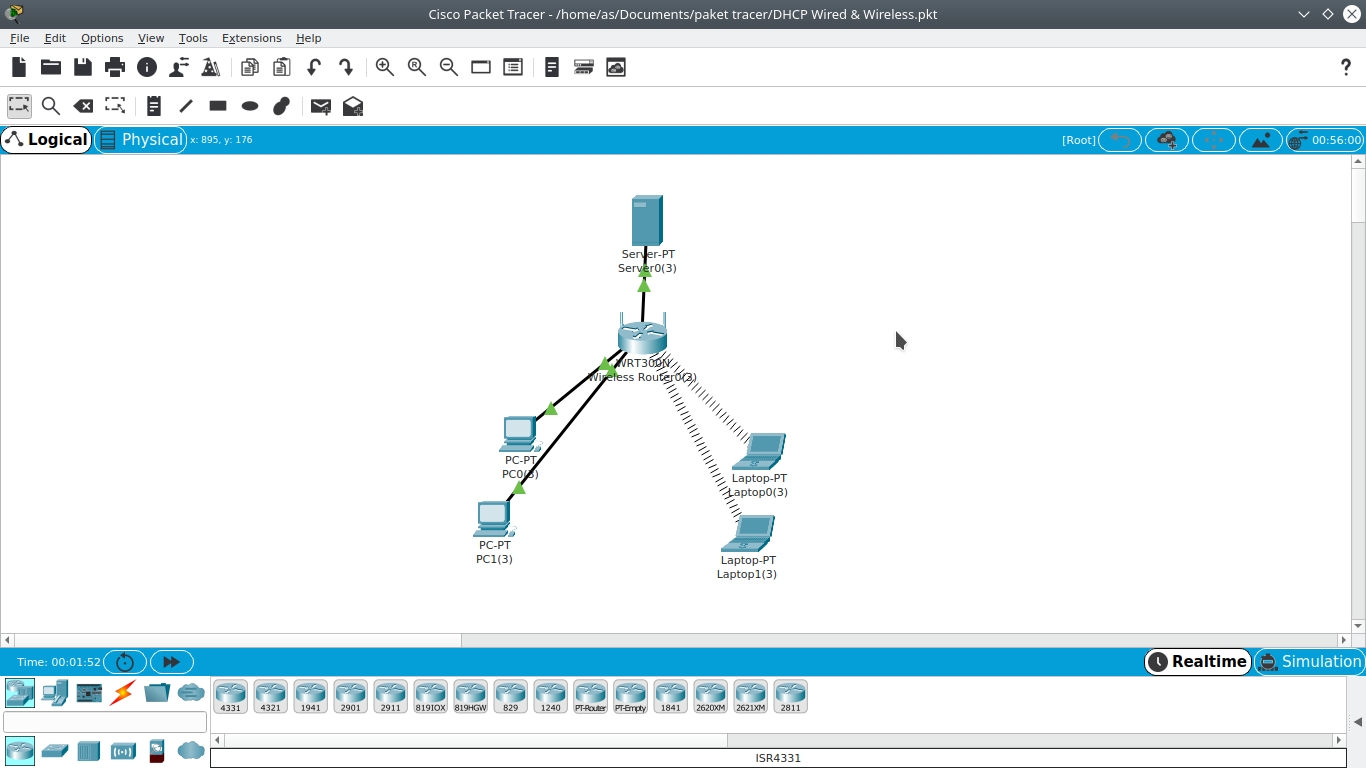 Cisco Packet Tracer - /home/as/Documents/paket tracer/DHCP Wired & Wireless.pkt
File Edit Options View Tools Extensions Help
?
Logical Physical x: 895, y: 176 [Root] 00:56:00
Server-PT
Server0(3)
WRT300N
Wireless Router0(3)
PC-PT
PC0(3)
Laptop-PT
Laptop0(3)
PC-PT
PC1(3)
Laptop-PT
Laptop1(3)
Time: 00:01:52 Realtime Simulation
4331 4321 1941 2901 2911 819IOX 819HGW 829 1240 PT-Router PT-Empty 1841 2620XM 2621XM 2811
ISR4331